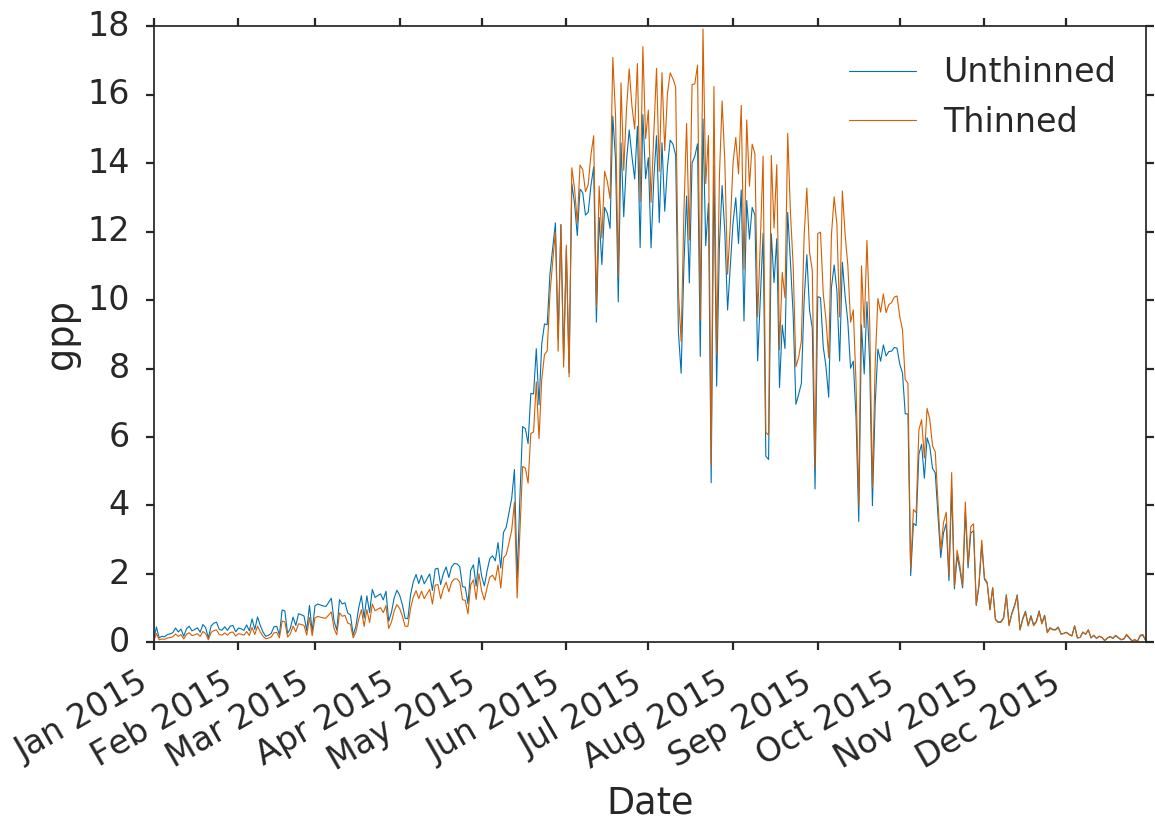 18
16
14
12
10
8
6
4
2
0
gpp
Unthinned
Thinned
Jan 2015
Feb 2015
Mar 2015
Apr 2015
May 2015
Jun 2015
Jul 2015
Aug 2015
Sep 2015
Oct 2015
Nov 2015
Dec 2015
Date